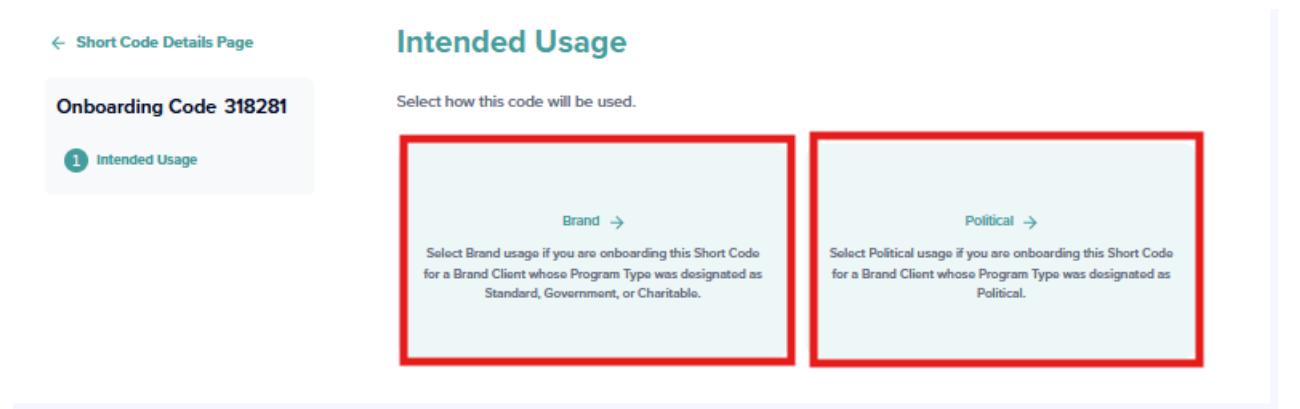 ← Short Code Details Page
Intended Usage
Onboarding Code 318281
Select how this code will be used.
1 Intended Usage
Brand →
Select Brand usage if you are onboarding this Short Code
for a Brand Client whose Program Type was designated as
Standard, Government, or Charitable.
Political →
Select Political usage if you are onboarding this Short Code
for a Brand Client whose Program Type was designated as
Political.